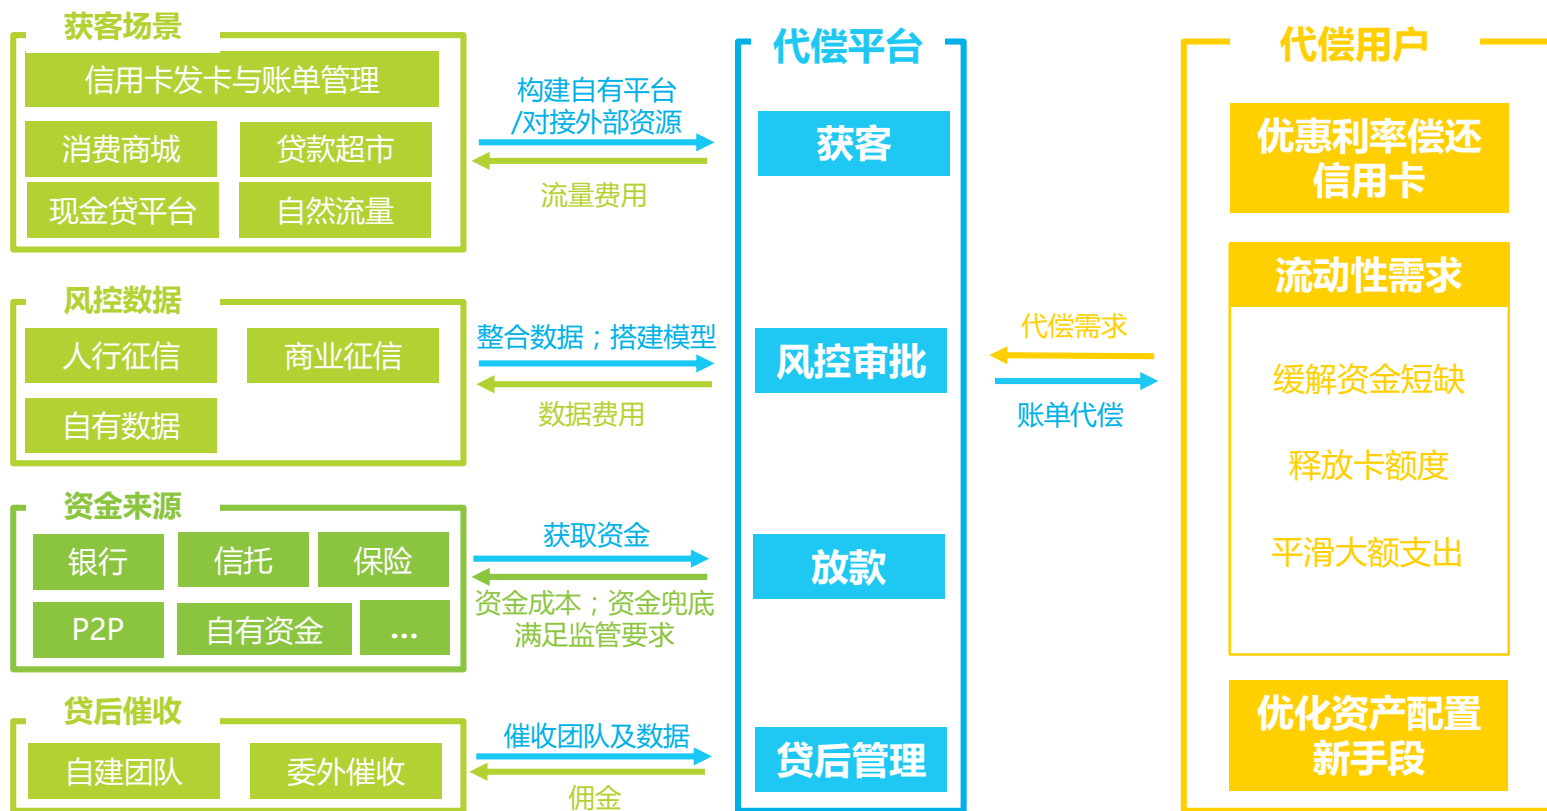 获客场景
信用卡发卡与账单管理
消费商城
贷款超市
现金贷平台
自然流量
风控数据
人行征信
商业征信
自有数据
资金来源
银行
信托
保险
P2P
自有资金
...
贷后催收
自建团队
委外催收
构建自有平台
/对接外部资源
流量费用
整合数据；搭建模型
数据费用
获取资金
资金成本；资金兜底
满足监管要求
催收团队及数据
佣金
代偿平台
获客
风控审批
放款
贷后管理
代偿需求
账单代偿
代偿用户
优惠利率偿还
信用卡
流动性需求
缓解资金短缺
释放卡额度
平滑大额支出
优化资产配置
新手段